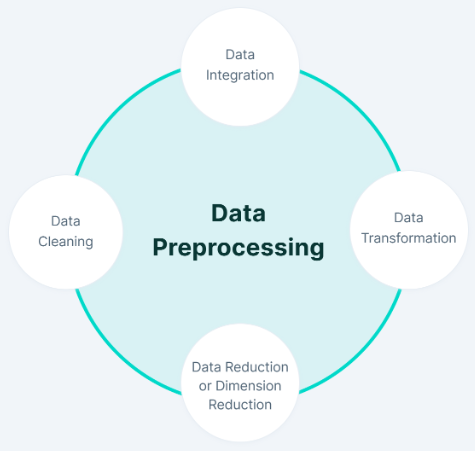 Data
Integration
Data
Cleaning
Data
Preprocessing
Data
Transformation
Data Reduction
or Dimension
Reduction